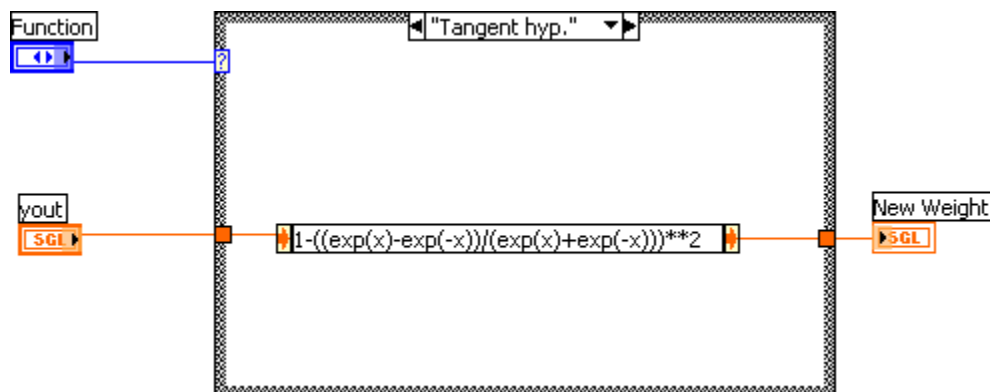 Function
"Tangent hyp."
?
yout
SGL
1-((exp(x)-exp(-x))/(exp(x)+exp(-x)))**2
New Weight
SGL